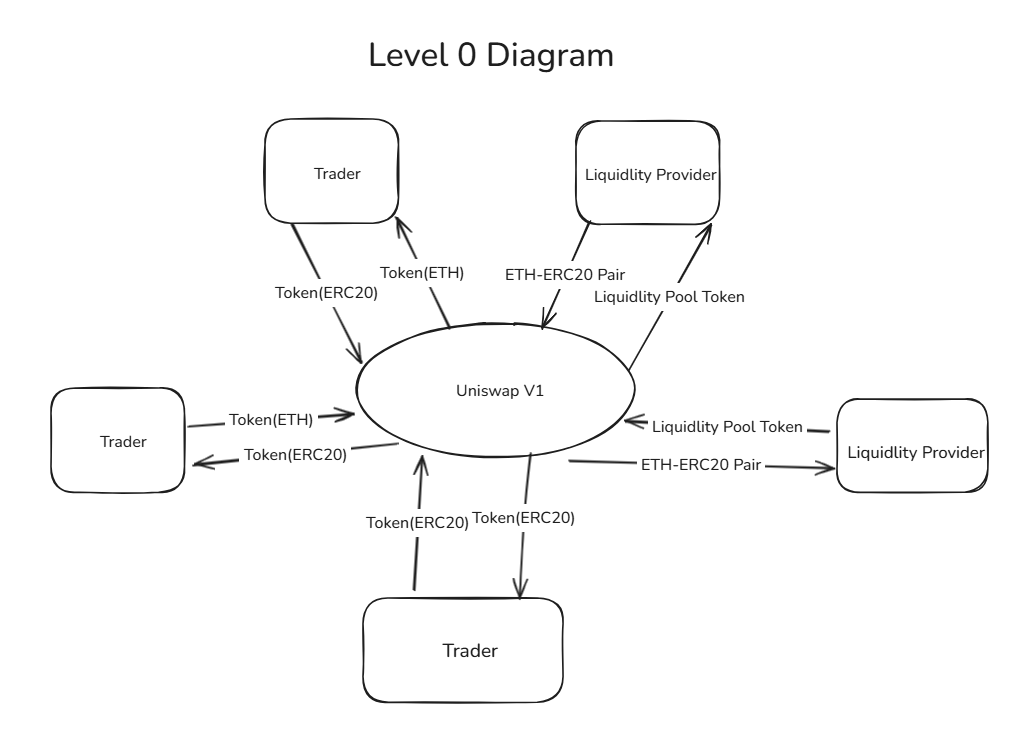 Level 0 Diagram
Trader
Liquidlity Provider
Token(ETH)
ETH-ERC20 Pair
Token(ERC20)
Liquidlity Pool Token
Uniswap V1
Token(ETH)
Liquidlity Pool Token
Trader
Token(ERC20)
Liquidlity Provider
ETH-ERC20 Pair
Token(ERC20)
Token(ERC20)
Trader